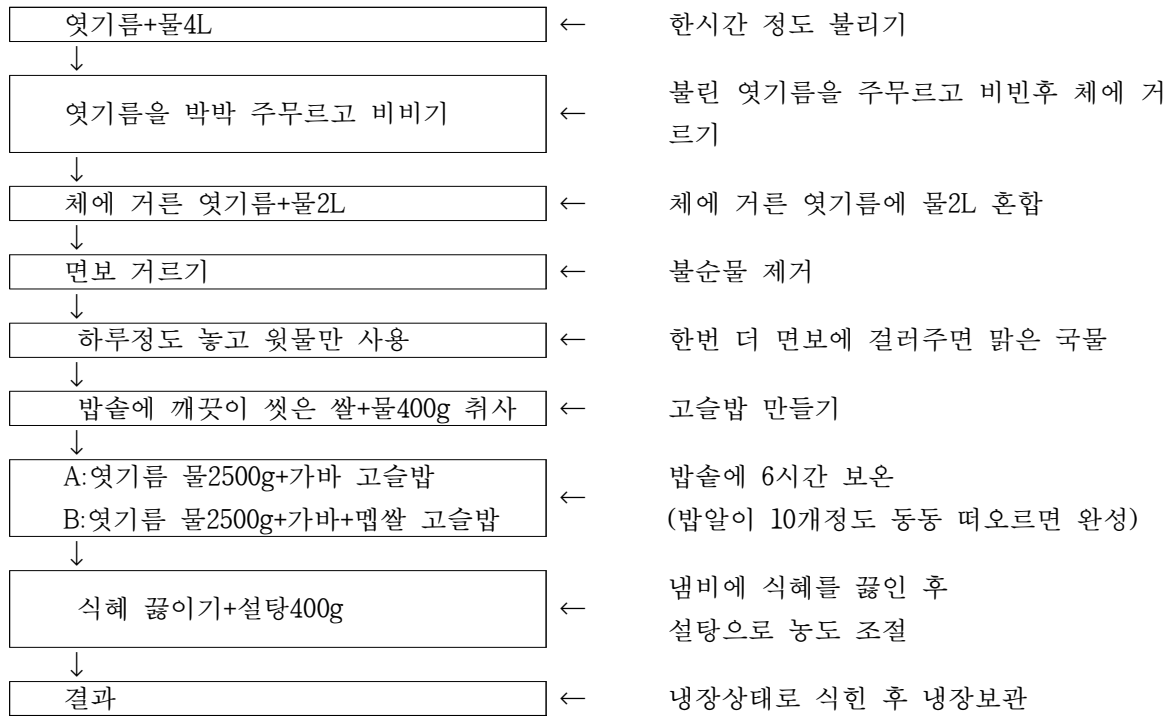 엿기름+물4L ← 한시간 정도 불리기
↓
엿기름을 박박 주무르고 비비기 ← 불린 엿기름을 주무르고 비빈후 체에 거
르기
↓
체에 거른 엿기름+물2L ← 체에 거른 엿기름에 물2L 혼합
↓
면보 거르기 ← 불순물 제거
↓
하루정도 놓고 윗물만 사용 ← 한번 더 면보에 걸러주면 맑은 국물
↓
밥솥에 깨끗이 씻은 쌀+물400g 취사 ← 고슬밥 만들기
↓
A:엿기름 물2500g+가바 고슬밥
B:엿기름 물2500g+가바+멥쌀 고슬밥
← 밥솥에 6시간 보온
(밥알이 10개정도 동동 떠오르면 완성)
↓
식혜 끓이기+설탕400g ← 냄비에 식혜를 끓인 후
설탕으로 농도 조절
↓
결과 ← 냉장상태로 식힌 후 냉장보관